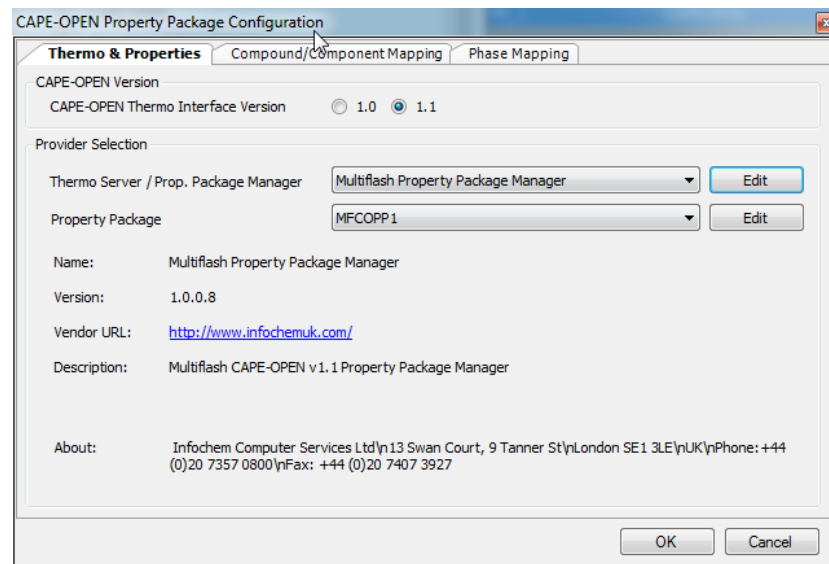 CAPE-OPEN Property Package Configuration
Thermo & Properties
Compound/Component Mapping
Phase Mapping
CAPE-OPEN Version
CAPE-OPEN Thermo Interface Version
1.0
1.1
Provider Selection
Thermo Server / Prop. Package Manager
Multiflash Property Package Manager
Edit
Property Package
MFCOPP1
Edit
Name:
Multiflash Property Package Manager
Version:
1.0.0.8
Vendor URL:
http://www.infochemuk.com/
Description:
Multiflash CAPE-OPEN v1.1 Property Package Manager
About:
Infochem Computer Services Ltd\n13 Swan Court, 9 Tanner St\nLondon SE1 3LE\nUK\nPhone: +44
(0)20 7357 0800\nFax: +44 (0)20 7407 3927
OK
Cancel